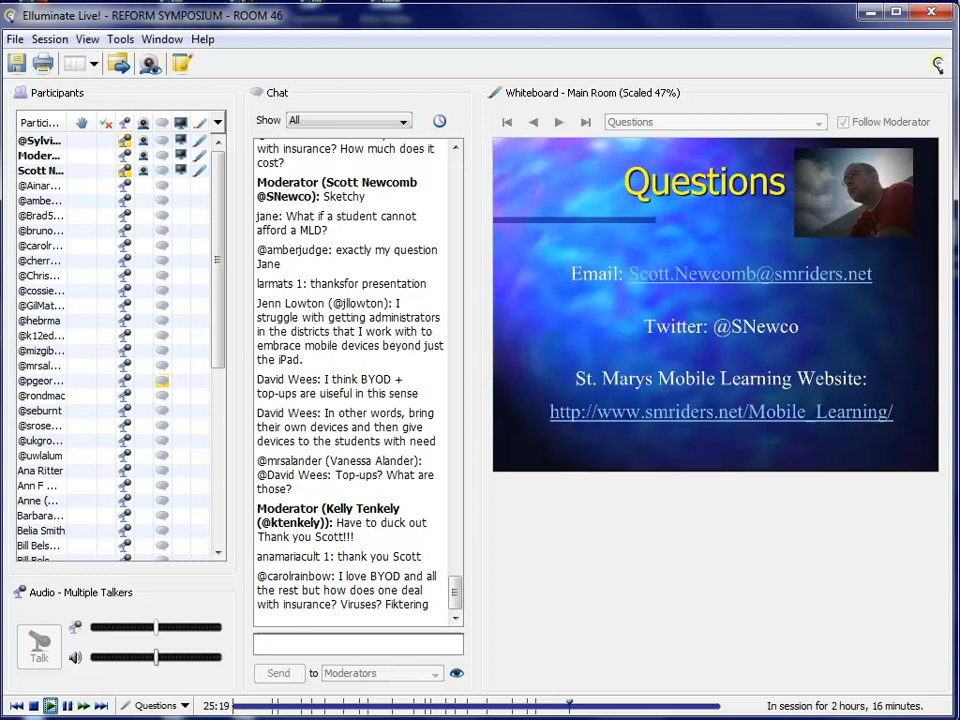 Elluminate Live! - REFORM SYMPOSIUM - ROOM 46
File Session View Tools Window Help
Participants
Partici...
@Sylvi...
Moder...
Scott N...
@Ainar...
@ambe...
@Brad5...
@bruno...
@carolr...
@cherr...
@Chris...
@cossie...
@GilMat...
@hebrma
@k12ed...
@mizgib...
@mrsal...
@pgeor...
@rondmac
@seburnt
@srose...
@ukgro...
@uwlalum
Ana Ritter
Ann F ...
Anne (...
Barbara...
Belia Smith
Bill Bels...
Audio - Multiple Talkers
Talk
Chat
Show All
with insurance? How much does it
cost?
Moderator (Scott Newcomb
@SNewco): Sketchy
jane: What if a student cannot
afford a MLD?
@amberjudge: exactly my question
Jane
larmats 1: thanksfor presentation
Jenn Lowton (@jllowton): I
struggle with getting administrators
in the districts that I work with to
embrace mobile devices beyond just
the iPad.
David Wees: I think BYOD +
top-ups are uiseful in this sense
David Wees: In other words, bring
their own devices and then give
devices to the students with need
@mrsalander (Vanessa Alander):
@David Wees: Top-ups? What are
those?
Moderator (Kelly Tenkely
(@ktenkely)): Have to duck out
Thank you Scott!!!
anamariacult 1: thank you Scott
@carolrainbow: I love BYOD and all
the rest but how does one deal
with insurance? Viruses? Fiktering
Send to Moderators
Whiteboard - Main Room (Scaled 47%)
Questions
Follow Moderator
Questions
Email: Scott.Newcomb@smriders.net
Twitter: @SNewco
St. Marys Mobile Learning Website:
http://www.smriders.net/Mobile_Learning/
Questions
25:19
In session for 2 hours, 16 minutes.